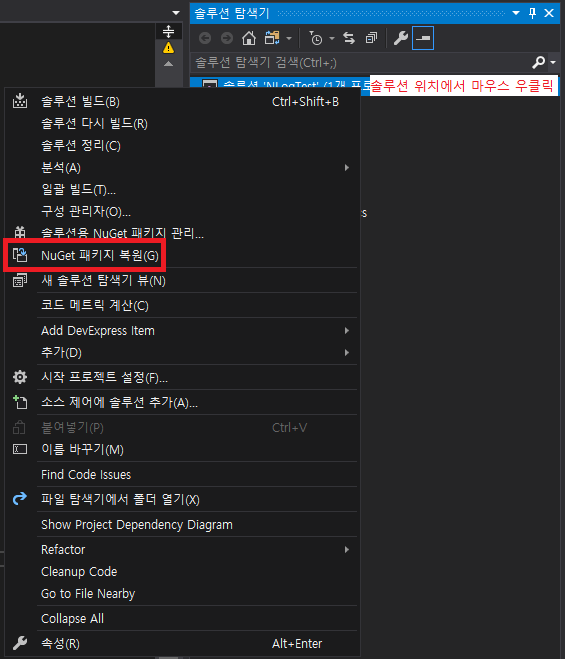 솔루션 탐색기
솔루션 탐색기 검색(Ctrl+;)
솔루션 'NLogTest' (1개 프로
솔루션 위치에서 마우스 우클릭
솔루션 빌드(B) Ctrl+Shift+B
솔루션 다시 빌드(R)
솔루션 정리(C)
분석(A)
일괄 빌드(T)...
구성 관리자(O)...
솔루션용 NuGet 패키지 관리...
NuGet 패키지 복원(G)
새 솔루션 탐색기 뷰(N)
코드 메트릭 계산(C)
Add DevExpress Item
추가(D)
시작 프로젝트 설정(F)...
소스 제어에 솔루션 추가(A)...
붙여넣기(P) Ctrl+V
이름 바꾸기(M)
Find Code Issues
파일 탐색기에서 폴더 열기(X)
Show Project Dependency Diagram
Refactor
Cleanup Code
Go to File Nearby
Collapse All
속성(R) Alt+Enter